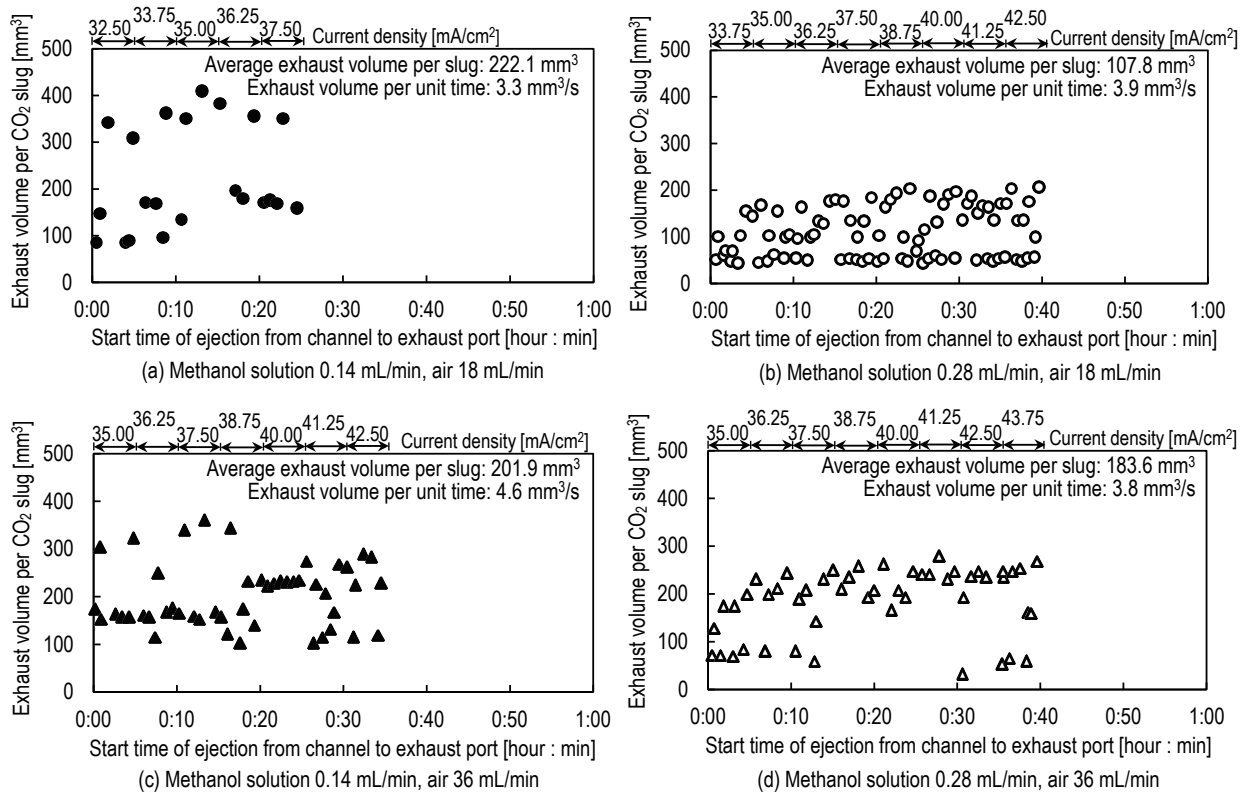 32.50 33.75 35.00 36.25 37.50 Current density [mA/cm²]
500
400
300
200
100
0
Exhaust volume per CO₂ slug [mm³]
Average exhaust volume per slug: 222.1 mm³
Exhaust volume per unit time: 3.3 mm³/s
0:00 0:10 0:20 0:30 0:40 0:50 1:00
Start time of ejection from channel to exhaust port [hour : min]
(a) Methanol solution 0.14 mL/min, air 18 mL/min
33.75 35.00 36.25 37.50 38.75 40.00 41.25 42.50 Current density [mA/cm²]
500
400
300
200
100
0
Exhaust volume per CO₂ slug [mm³]
Average exhaust volume per slug: 107.8 mm³
Exhaust volume per unit time: 3.9 mm³/s
0:00 0:10 0:20 0:30 0:40 0:50 1:00
Start time of ejection from channel to exhaust port [hour : min]
(b) Methanol solution 0.28 mL/min, air 18 mL/min
35.00 36.25 37.50 38.75 40.00 41.25 42.50 Current density [mA/cm²]
500
400
300
200
100
0
Exhaust volume per CO₂ slug [mm³]
Average exhaust volume per slug: 201.9 mm³
Exhaust volume per unit time: 4.6 mm³/s
0:00 0:10 0:20 0:30 0:40 0:50 1:00
Start time of ejection from channel to exhaust port [hour : min]
(c) Methanol solution 0.14 mL/min, air 36 mL/min
35.00 36.25 37.50 38.75 40.00 41.25 42.50 43.75 Current density [mA/cm²]
500
400
300
200
100
0
Exhaust volume per CO₂ slug [mm³]
Average exhaust volume per slug: 183.6 mm³
Exhaust volume per unit time: 3.8 mm³/s
0:00 0:10 0:20 0:30 0:40 0:50 1:00
Start time of ejection from channel to exhaust port [hour : min]
(d) Methanol solution 0.28 mL/min, air 36 mL/min